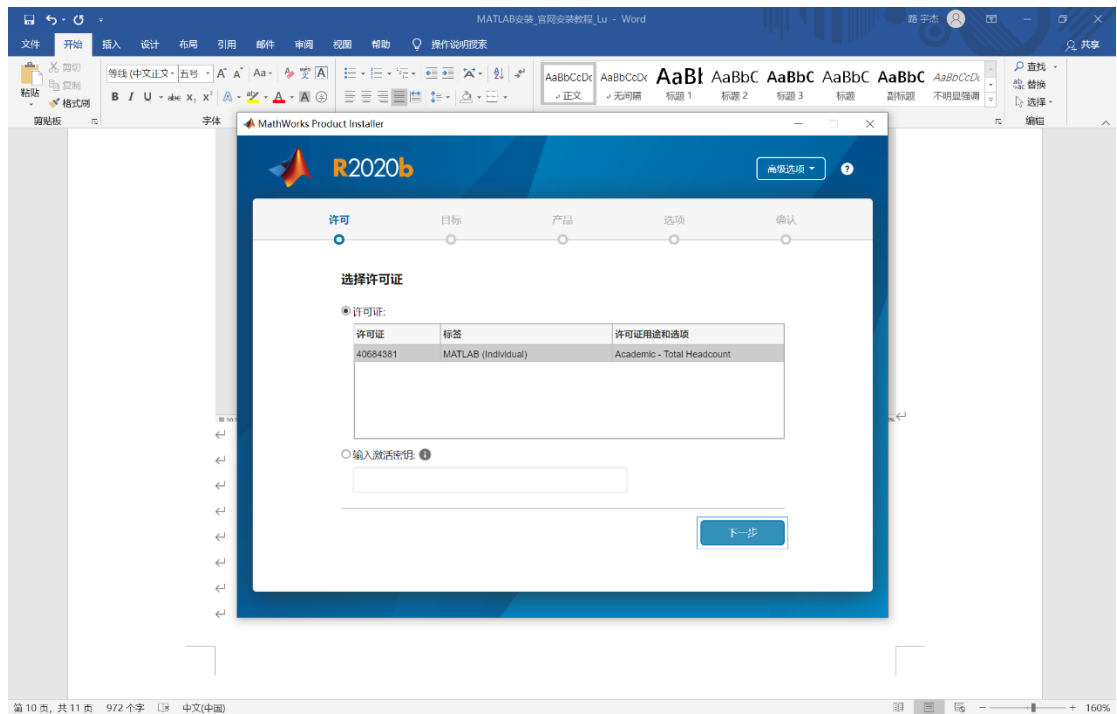 MATLAB安装_官网安装教程_Lu - Word
路宇杰
文件 开始 插入 设计 布局 引用 邮件 审阅 视图 帮助 操作说明搜索 共享
粘贴 剪切 复制 格式刷
等线 (中文正文) 五号
AaBbCcDc AaBbCcDc AaBl AaBbC AaBbC AaBbC AaBbC AaBbCcDc
正文 无间隔 标题 1 标题 2 标题 3 标题 副标题 不明显强调
查找 替换 选择
剪贴板 字体 编辑
MathWorks Product Installer
R2020b
高级选项
许可 目标 产品 选项 确认
选择许可证
许可证:
许可证 标签 许可证用途和选项
40684381 MATLAB (Individual) Academic - Total Headcount
输入激活密钥:
下一步
第 10 页, 共 11 页 972 个字 中文(中国) 160%